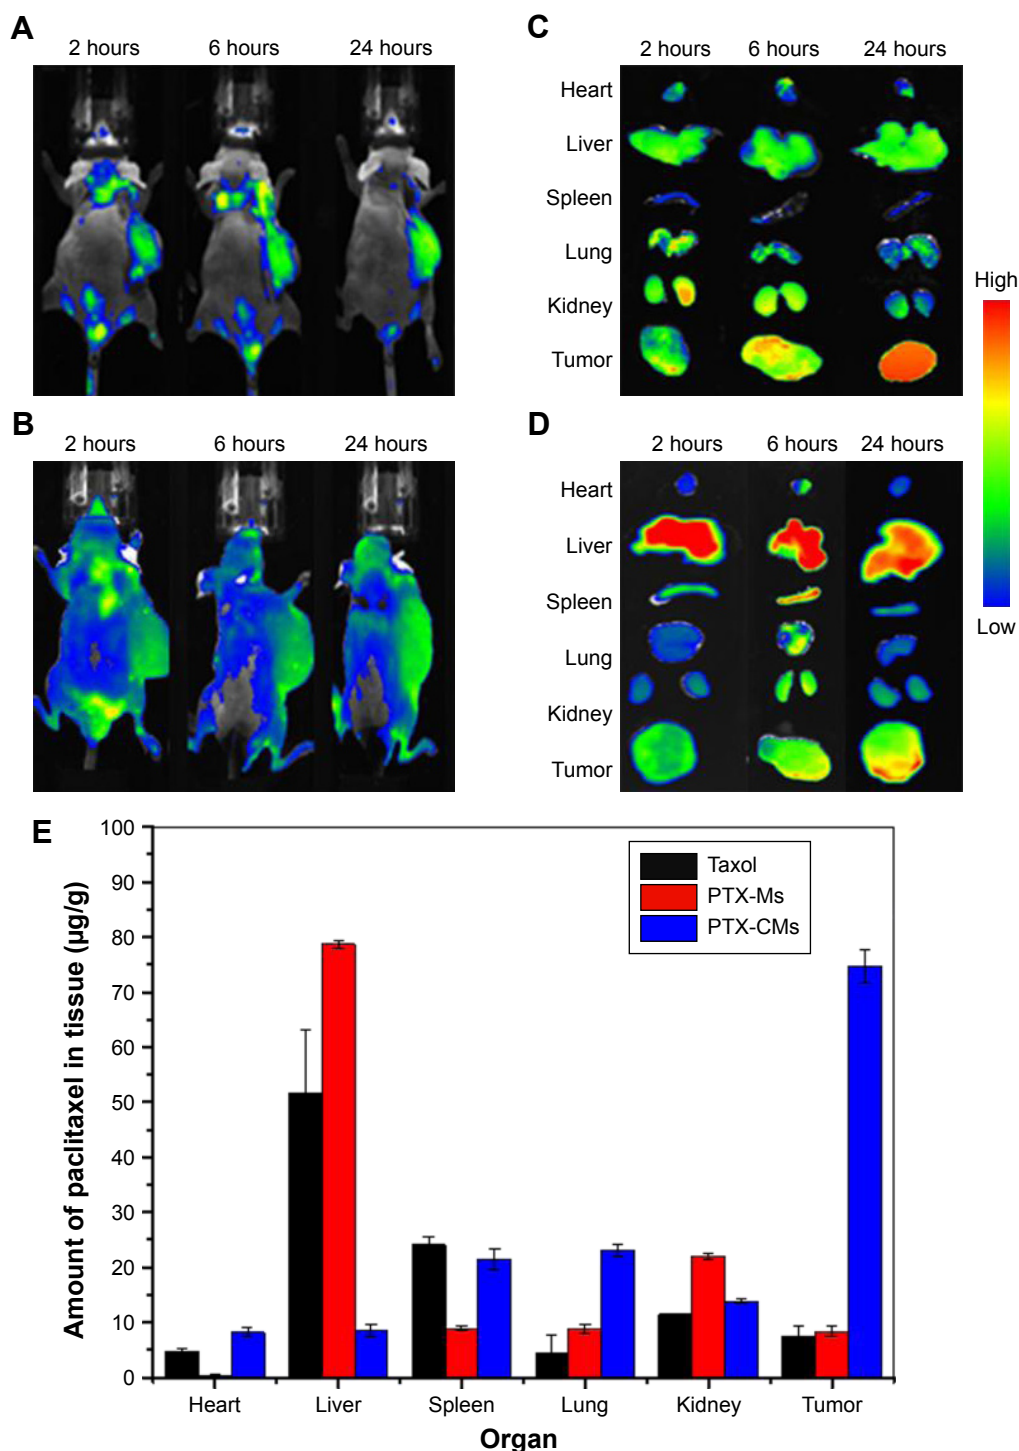 A
2 hours 6 hours 24 hours
C
2 hours 6 hours 24 hours
Heart
Liver
Spleen
Lung
Kidney
Tumor
High
Low
B
2 hours 6 hours 24 hours
D
2 hours 6 hours 24 hours
Heart
Liver
Spleen
Lung
Kidney
Tumor
E
Amount of paclitaxel in tissue (µg/g)
100
90
80
70
60
50
40
30
20
10
0
Taxol
PTX-Ms
PTX-CMs
Heart Liver Spleen Lung Kidney Tumor
Organ